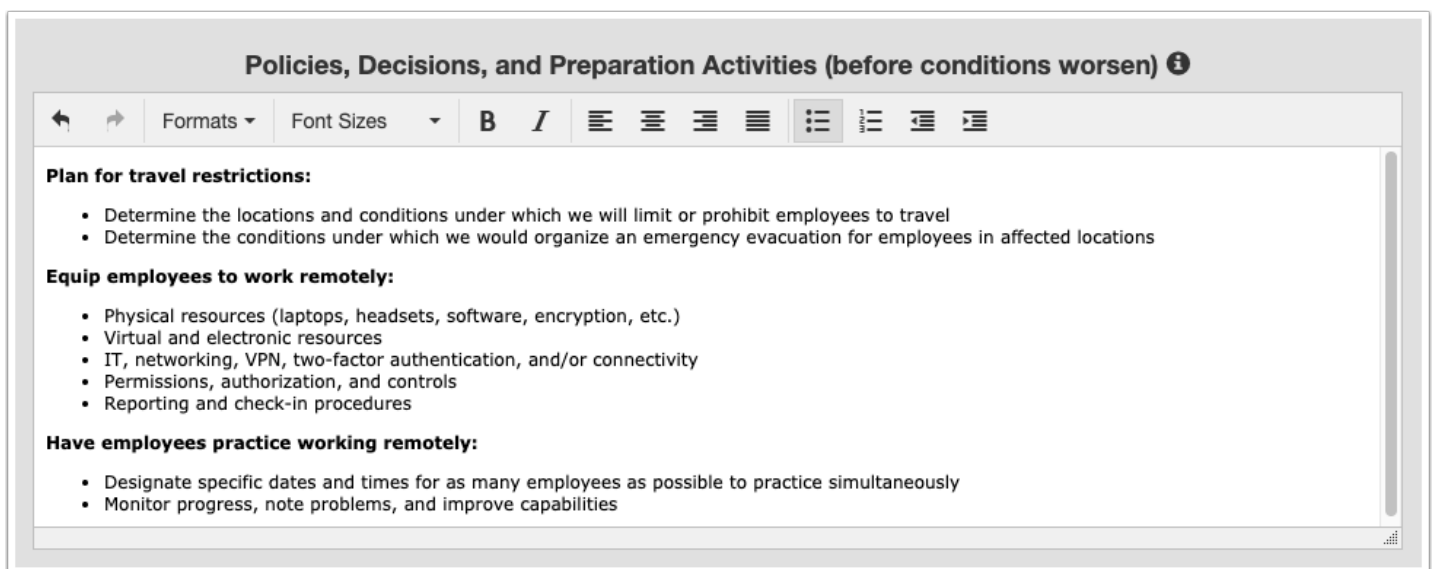 Policies, Decisions, and Preparation Activities (before conditions worsen)
Formats Font Sizes B I
Plan for travel restrictions:
• Determine the locations and conditions under which we will limit or prohibit employees to travel
• Determine the conditions under which we would organize an emergency evacuation for employees in affected locations
Equip employees to work remotely:
• Physical resources (laptops, headsets, software, encryption, etc.)
• Virtual and electronic resources
• IT, networking, VPN, two-factor authentication, and/or connectivity
• Permissions, authorization, and controls
• Reporting and check-in procedures
Have employees practice working remotely:
• Designate specific dates and times for as many employees as possible to practice simultaneously
• Monitor progress, note problems, and improve capabilities